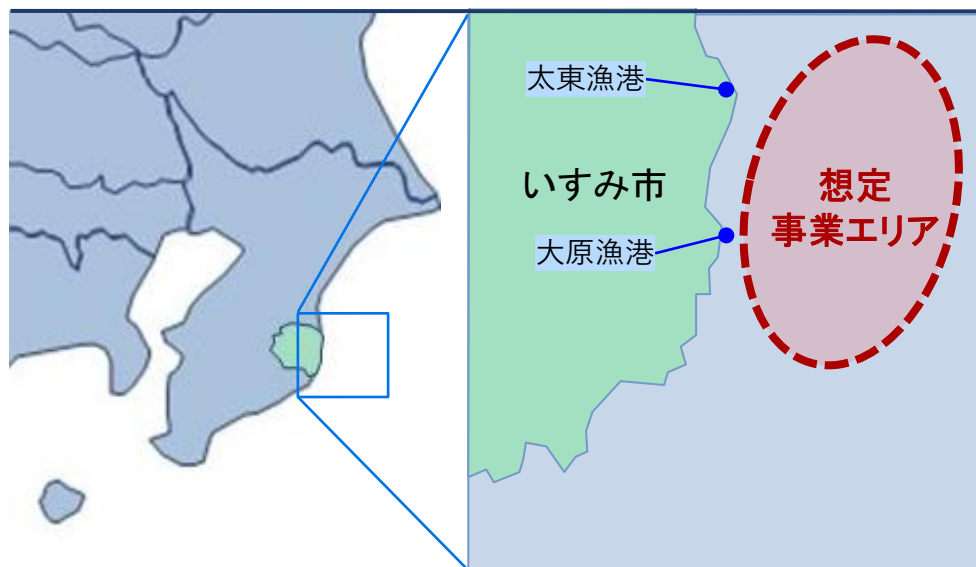 太東漁港
いすみ市
大原漁港
想定
事業エリア